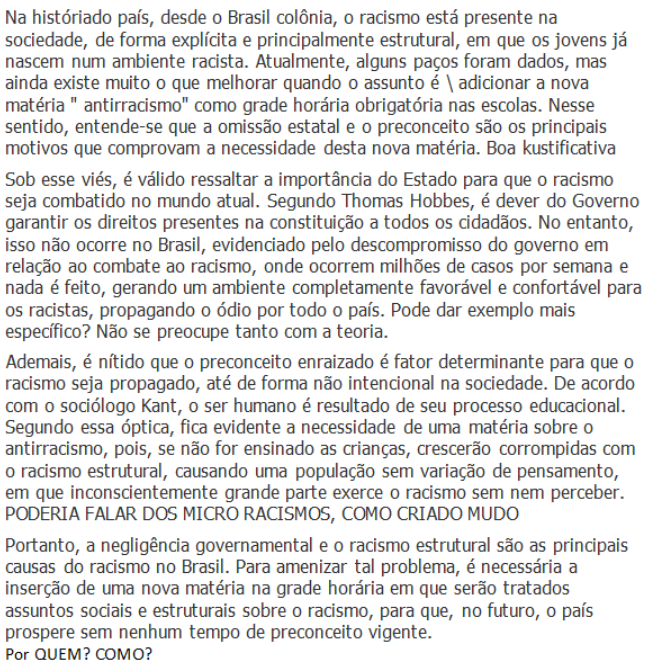 Na históriado país, desde o Brasil colônia, o racismo está presente na
sociedade, de forma explícita e principalmente estrutural, em que os jovens já
nascem num ambiente racista. Atualmente, alguns paços foram dados, mas
ainda existe muito o que melhorar quando o assunto é \ adicionar a nova
matéria " antirracismo" como grade horária obrigatória nas escolas. Nesse
sentido, entende-se que a omissão estatal e o preconceito são os principais
motivos que comprovam a necessidade desta nova matéria. Boa kustificativa
Sob esse viés, é válido ressaltar a importância do Estado para que o racismo
seja combatido no mundo atual. Segundo Thomas Hobbes, é dever do Governo
garantir os direitos presentes na constituição a todos os cidadãos. No entanto,
isso não ocorre no Brasil, evidenciado pelo descompromisso do governo em
relação ao combate ao racismo, onde ocorrem milhões de casos por semana e
nada é feito, gerando um ambiente completamente favorável e confortável para
os racistas, propagando o ódio por todo o país. Pode dar exemplo mais
específico? Não se preocupe tanto com a teoria.
Ademais, é nítido que o preconceito enraizado é fator determinante para que o
racismo seja propagado, até de forma não intencional na sociedade. De acordo
com o sociólogo Kant, o ser humano é resultado de seu processo educacional.
Segundo essa óptica, fica evidente a necessidade de uma matéria sobre o
antirracismo, pois, se não for ensinado as crianças, crescerão corrompidas com
o racismo estrutural, causando uma população sem variação de pensamento,
em que inconscientemente grande parte exerce o racismo sem nem perceber.
PODERIA FALAR DOS MICRO RACISMOS, COMO CRIADO MUDO
Portanto, a negligência governamental e o racismo estrutural são as principais
causas do racismo no Brasil. Para amenizar tal problema, é necessária a
inserção de uma nova matéria na grade horária em que serão tratados
assuntos sociais e estruturais sobre o racismo, para que, no futuro, o país
prospere sem nenhum tempo de preconceito vigente.
Por QUEM? COMO?